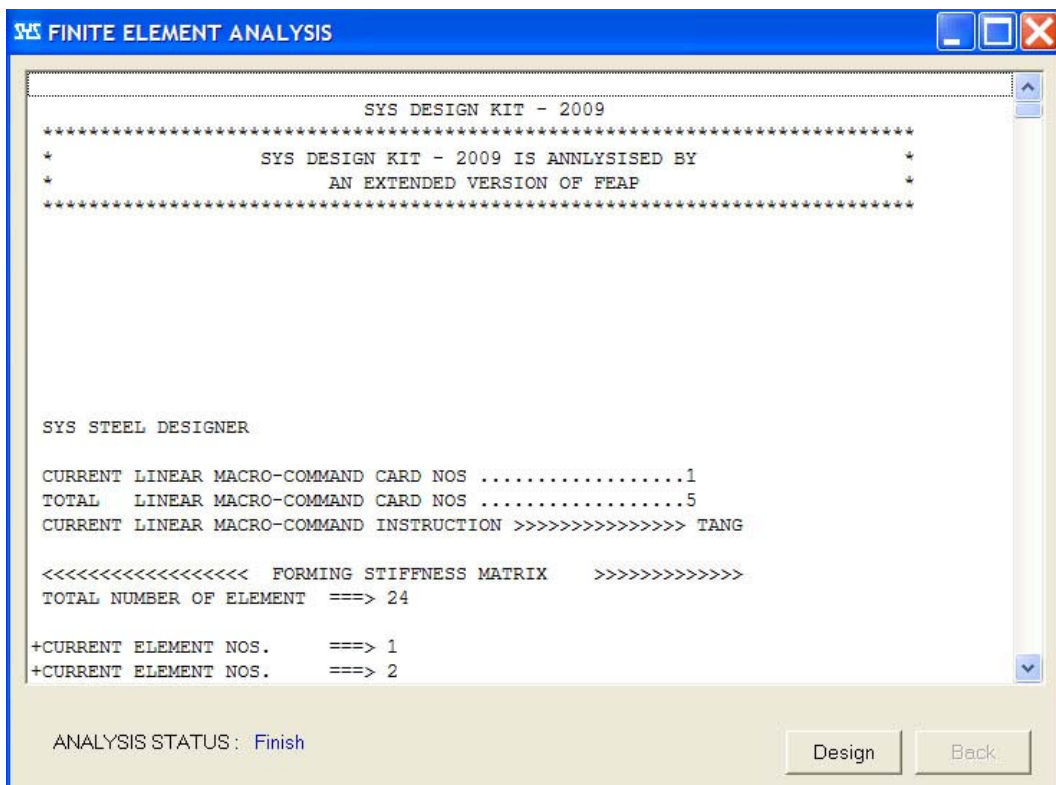 SYS FINITE ELEMENT ANALYSIS
SYS DESIGN KIT - 2009
****************************************************************************
* SYS DESIGN KIT - 2009 IS ANNLYSISED BY *
* AN EXTENDED VERSION OF FEAP *
****************************************************************************
SYS STEEL DESIGNER
CURRENT LINEAR MACRO-COMMAND CARD NOS ..................1
TOTAL LINEAR MACRO-COMMAND CARD NOS ..................5
CURRENT LINEAR MACRO-COMMAND INSTRUCTION >>>>>>>>>>>>>>> TANG
<<<<<<<<<<<<<<<<<< FORMING STIFFNESS MATRIX >>>>>>>>>>>>>
TOTAL NUMBER OF ELEMENT ===> 24
+CURRENT ELEMENT NOS. ===> 1
+CURRENT ELEMENT NOS. ===> 2
ANALYSIS STATUS : Finish
Design
Back